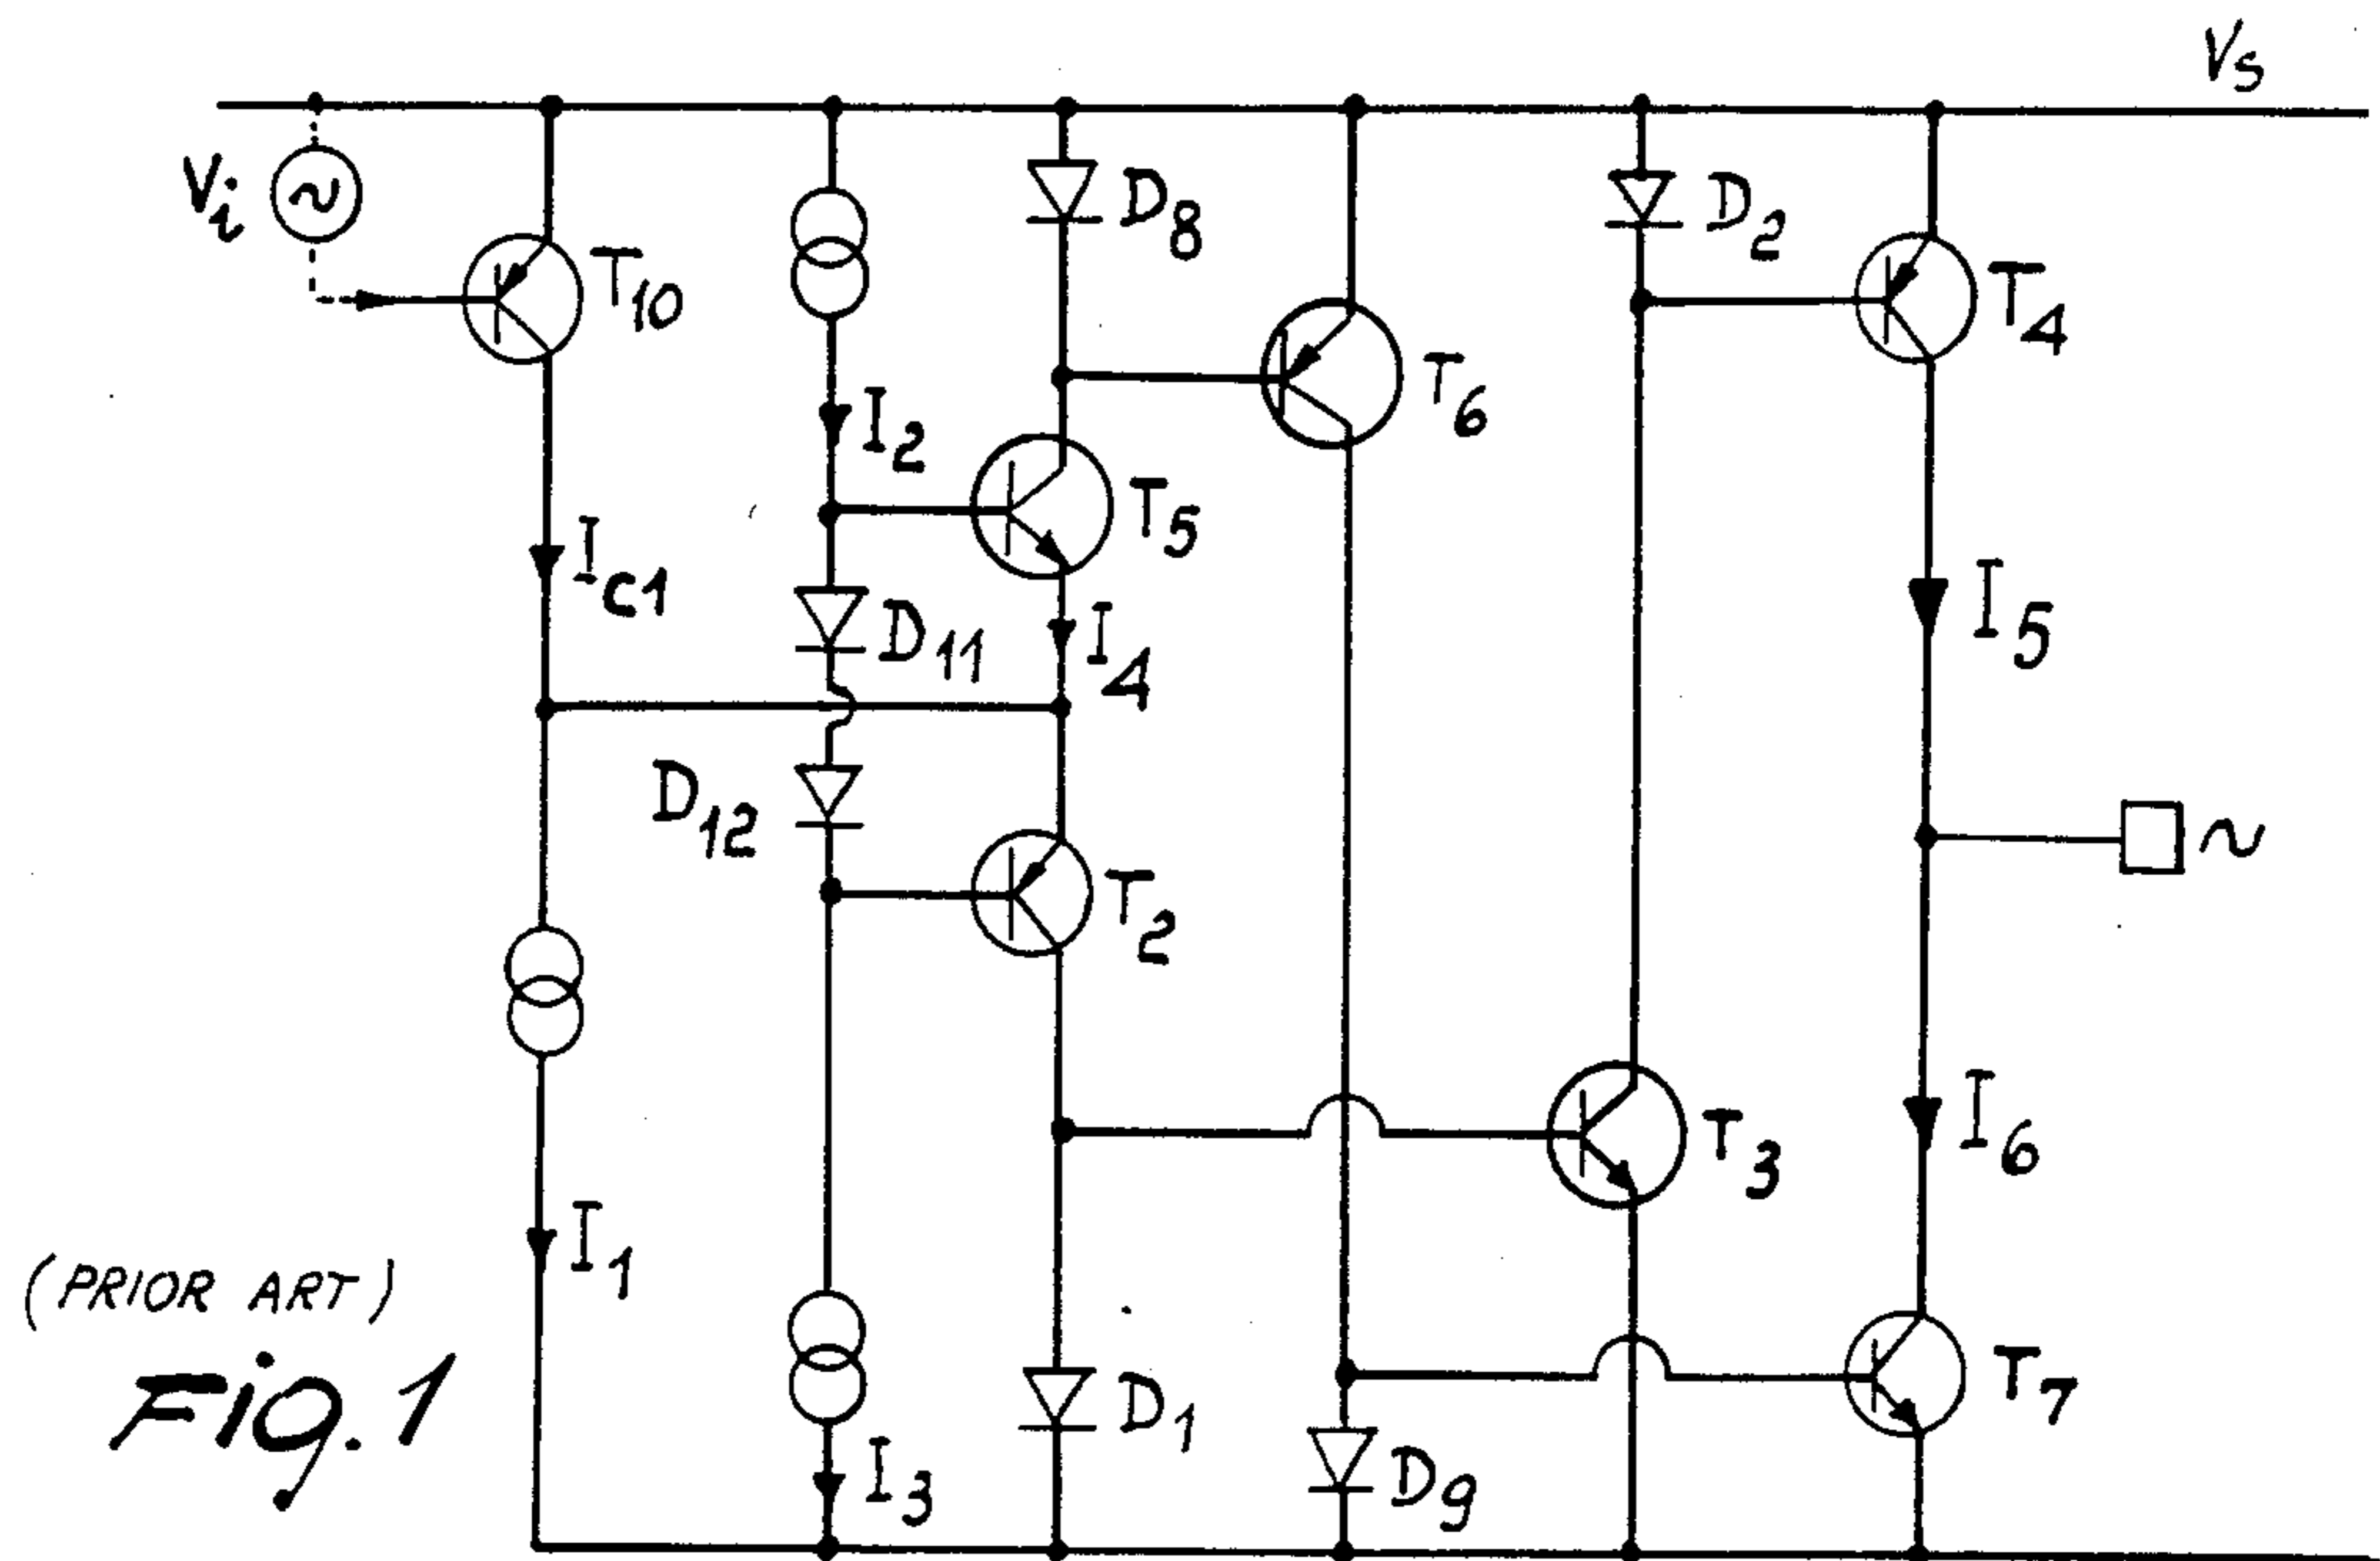 Vs
Vi
T10
D8
D2
T4
T6
I2
T5
Ic1
D11
I4
I5
D12
T2
~
T3
I6
I1
(PRIOR ART)
Fig. 1
D1
T7
D9
I3